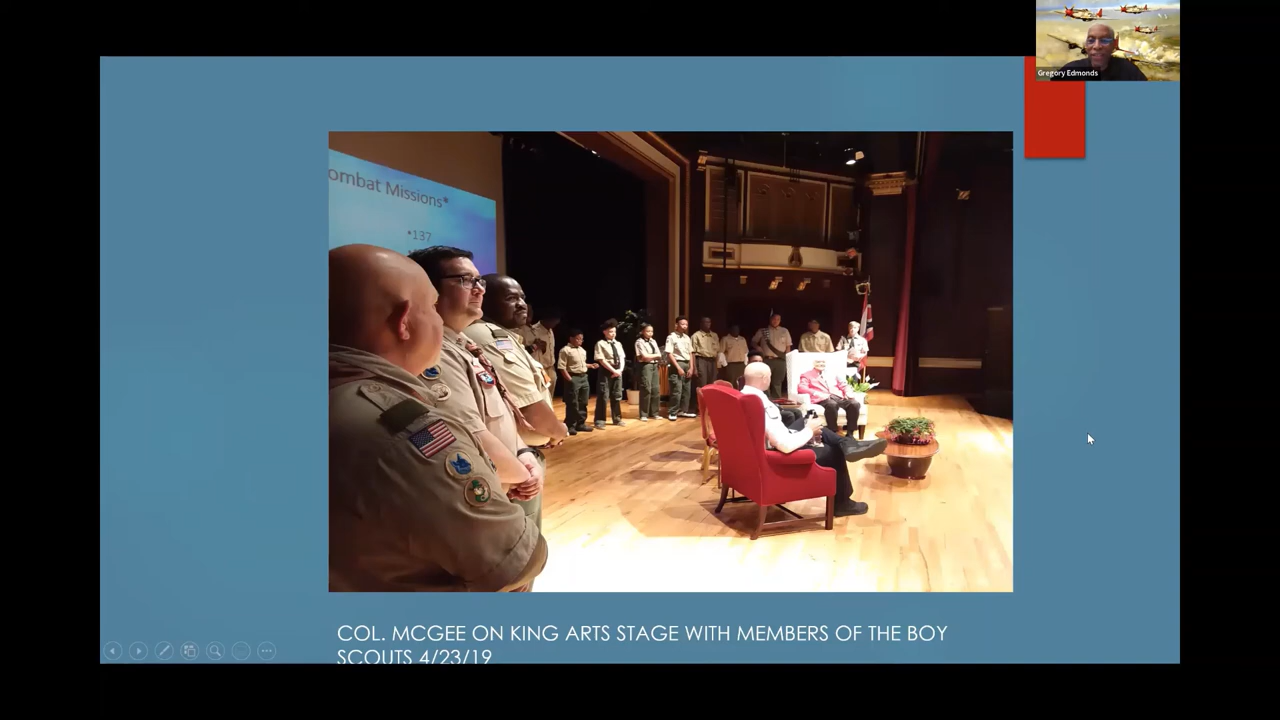 Gregory Edmonds
ombat Missions*
*137
COL. MCGEE ON KING ARTS STAGE WITH MEMBERS OF THE BOY
SCOUTS 4/23/19